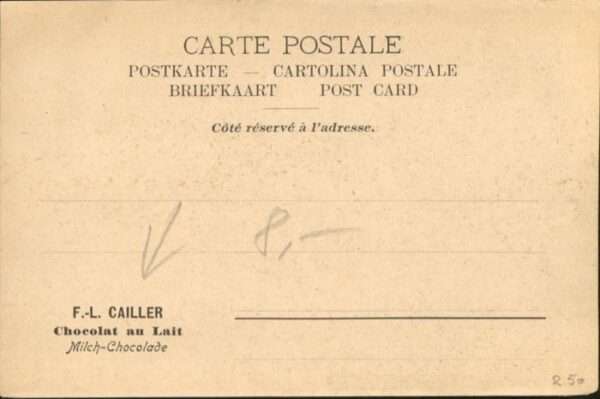 CARTE POSTALE
POSTKARTE — CARTOLINA POSTALE
BRIEFKAART POST CARD
Côté réservé à l'adresse.
8,—
F.-L. CAILLER
Chocolat au Lait
Milch-Chocolade
2.50